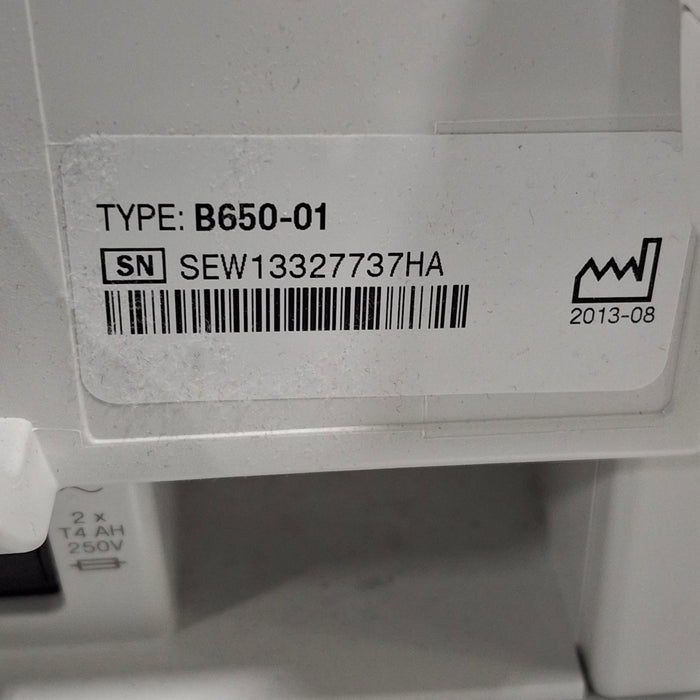 TYPE: B650-01
SN SEW13327737HA
2013-08
2 x
T4 AH
250V